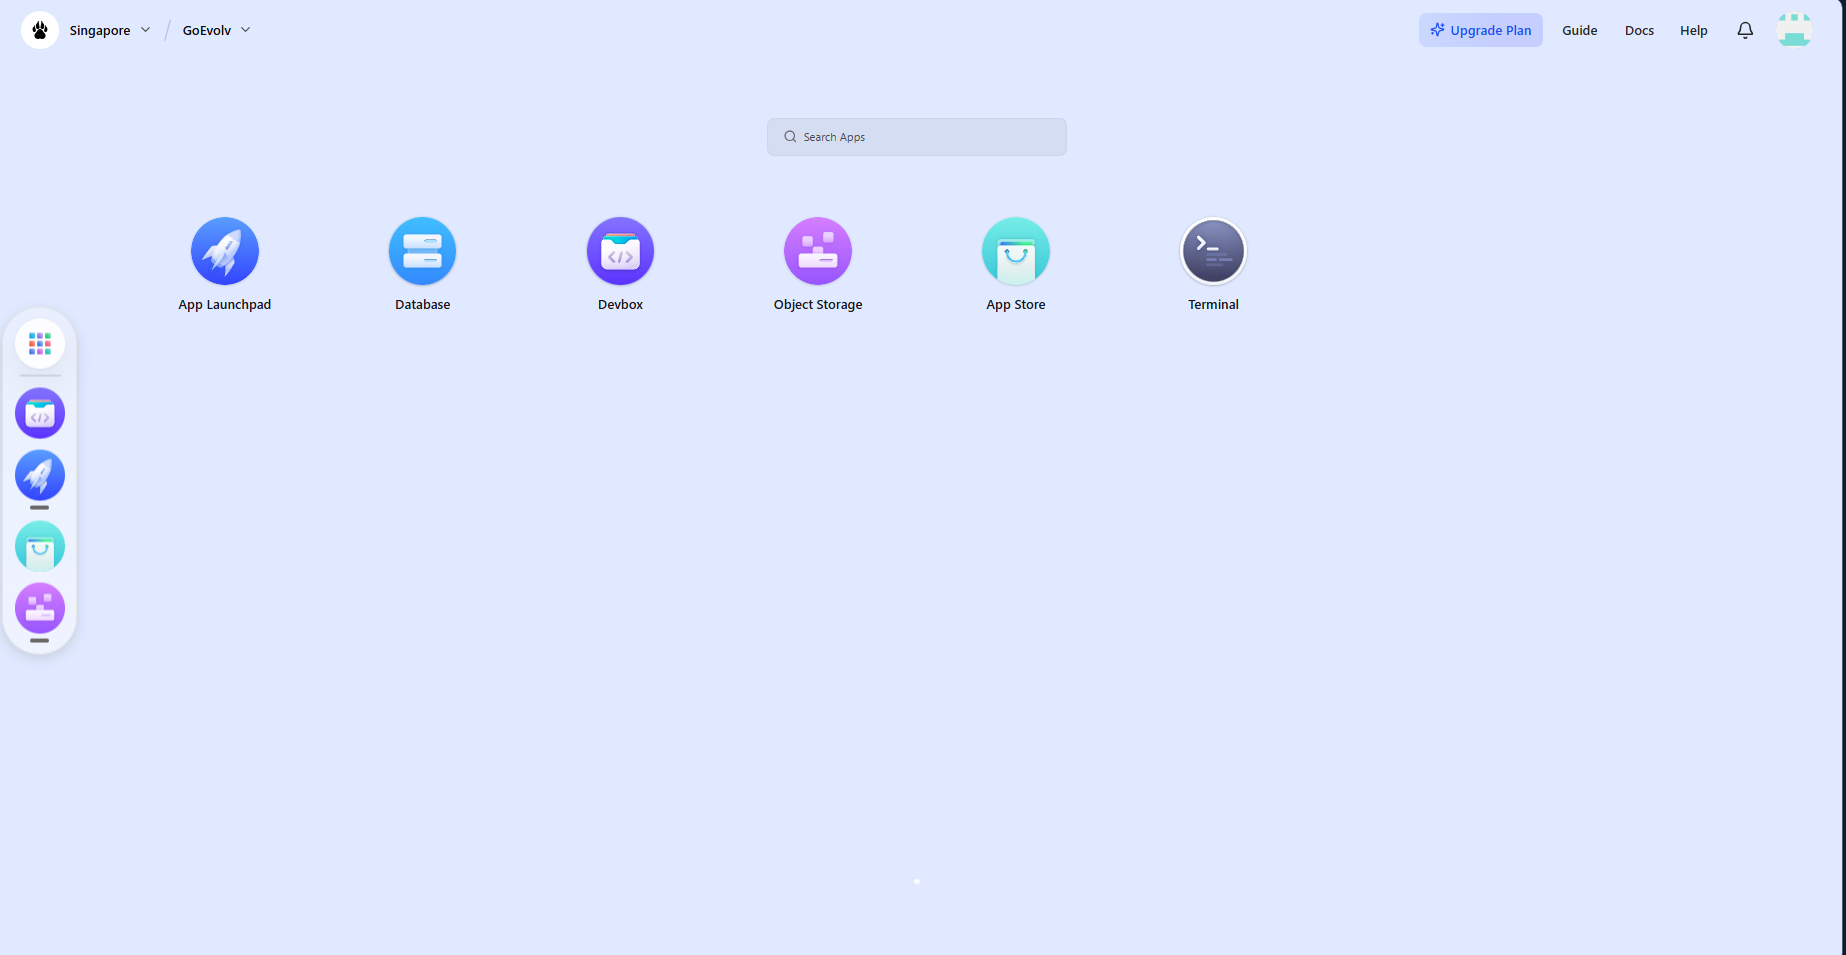 Singapore
GoEvolv
Upgrade Plan
Guide
Docs
Help
Search Apps
App Launchpad
Database
Devbox
Object Storage
App Store
Terminal